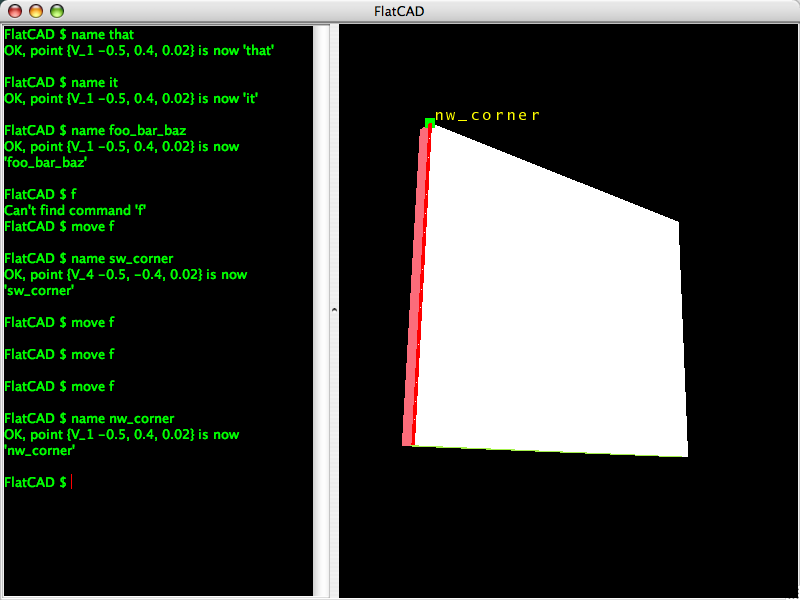 FlatCAD
FlatCAD $ name that
OK, point {V_1 -0.5, 0.4, 0.02} is now 'that'
FlatCAD $ name it
OK, point {V_1 -0.5, 0.4, 0.02} is now 'it'
FlatCAD $ name foo_bar_baz
OK, point {V_1 -0.5, 0.4, 0.02} is now
'foo_bar_baz'
FlatCAD $ f
Can't find command 'f'
FlatCAD $ move f
FlatCAD $ name sw_corner
OK, point {V_4 -0.5, -0.4, 0.02} is now
'sw_corner'
FlatCAD $ move f
FlatCAD $ move f
FlatCAD $ move f
FlatCAD $ name nw_corner
OK, point {V_1 -0.5, 0.4, 0.02} is now
'nw_corner'
FlatCAD $
nw_corner